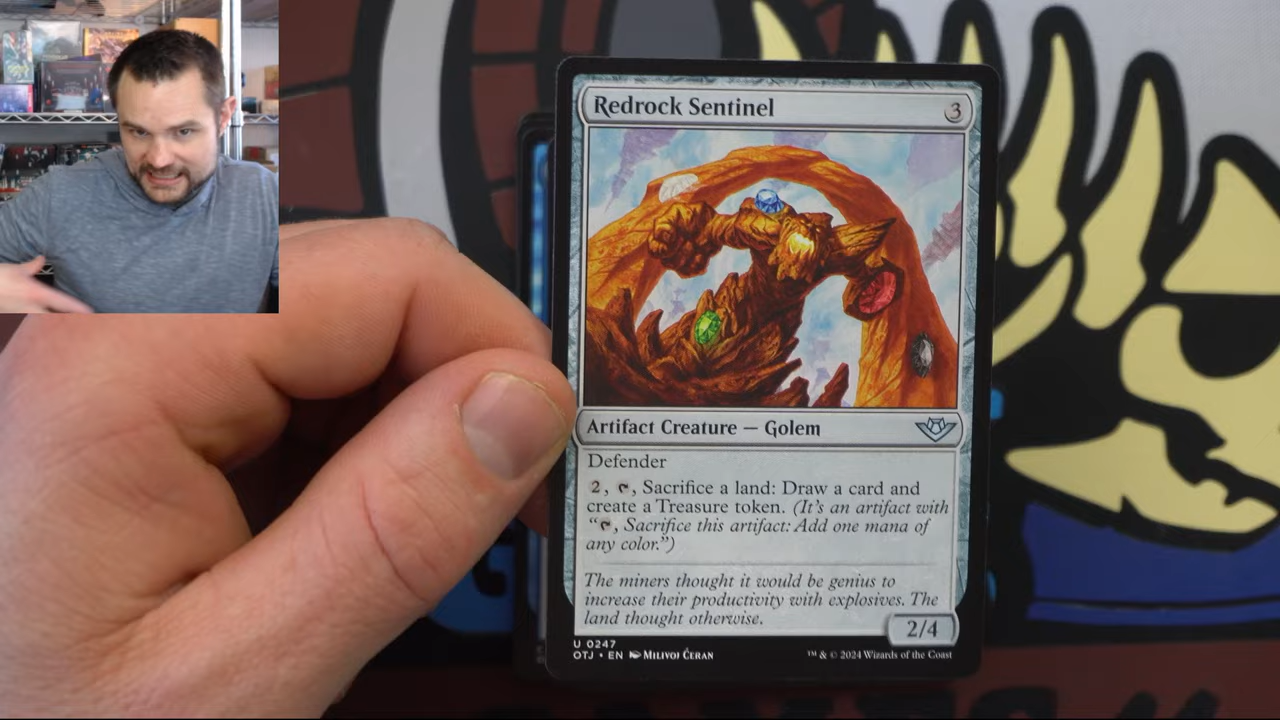 Redrock Sentinel 3
Artifact Creature — Golem
Defender
2, , Sacrifice a land: Draw a card and
create a Treasure token. (It's an artifact with
“, Sacrifice this artifact: Add one mana of
any color.”)
The miners thought it would be genius to
increase their productivity with explosives. The
land thought otherwise.
2/4
U 0247
OTJ • EN MILIVOJ ĆERAN
™ & © 2024 Wizards of the Coast